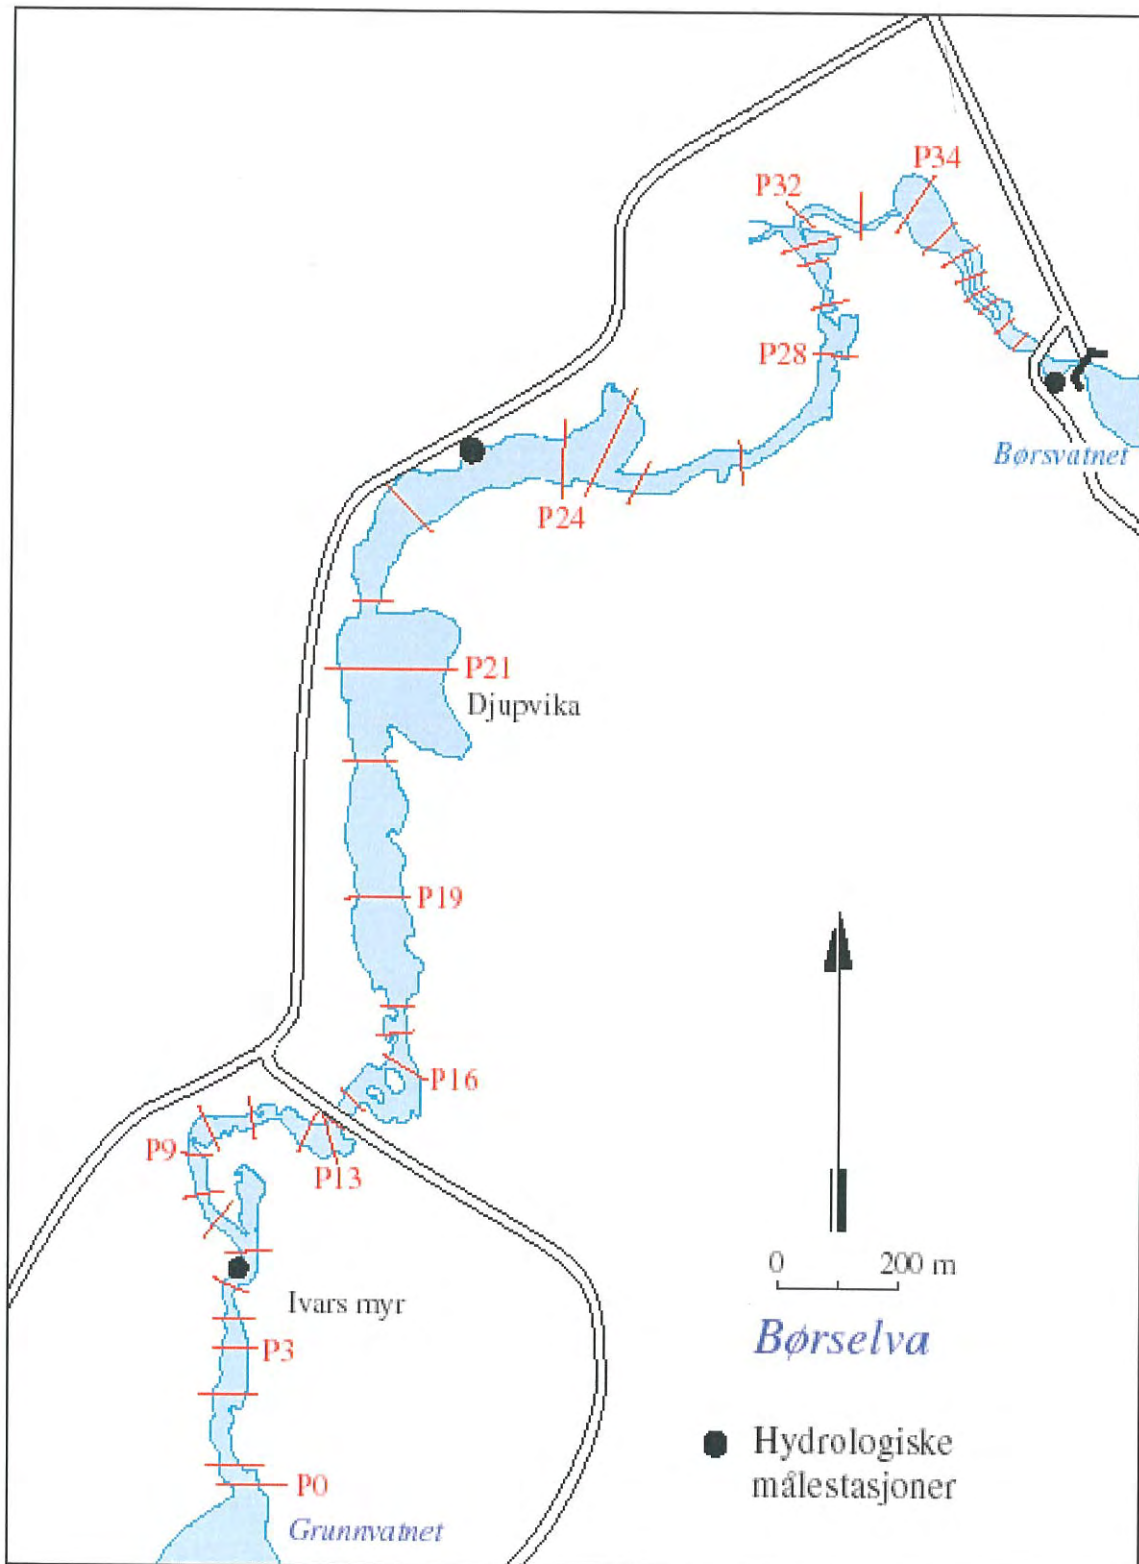 P34
P32
P28
Børsvatnet
P24
P21
Djupvika
P19
P16
P9
P13
0 200 m
Ivars myr
Børselva
P3
Hydrologiske
målestasjoner
P0
Grunnvatnet